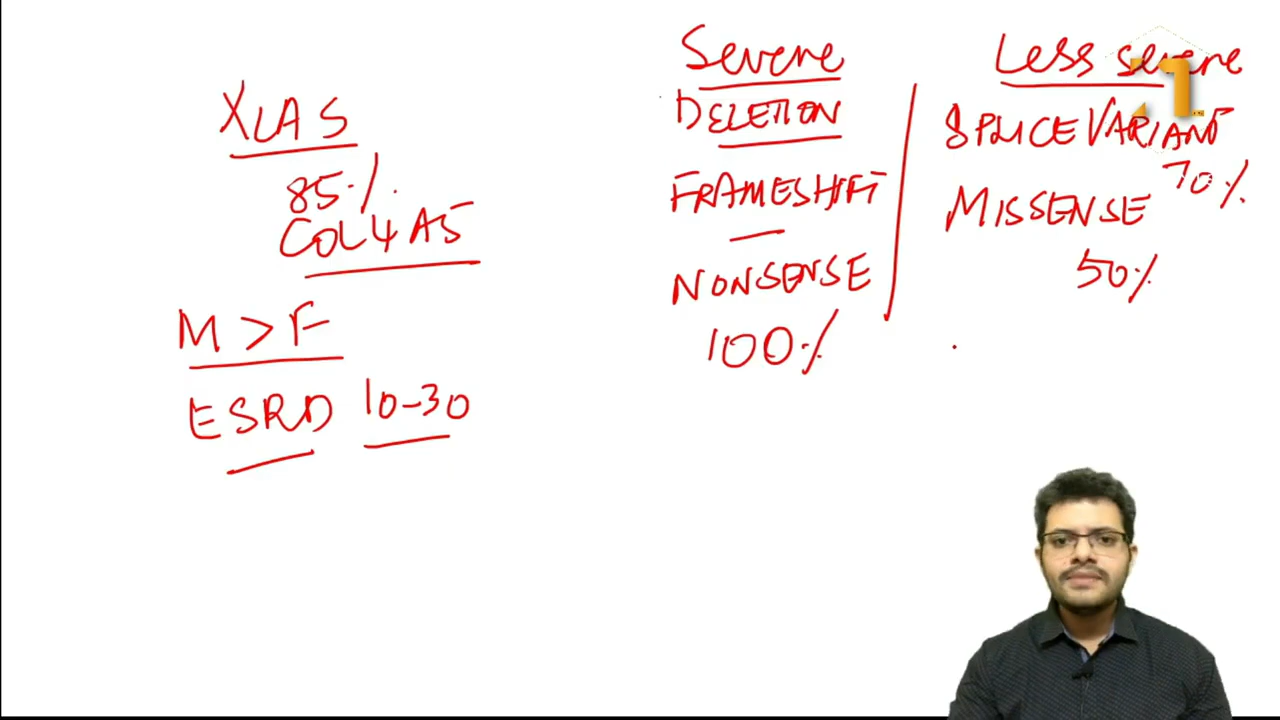 XLAS
85%
COL4A5
M > F
ESRD 10-30
Severe
DELETION
FRAMESHIFT
NONSENSE
100%
Less severe
SPLICE VARIANT
70%
MISSENSE
50%